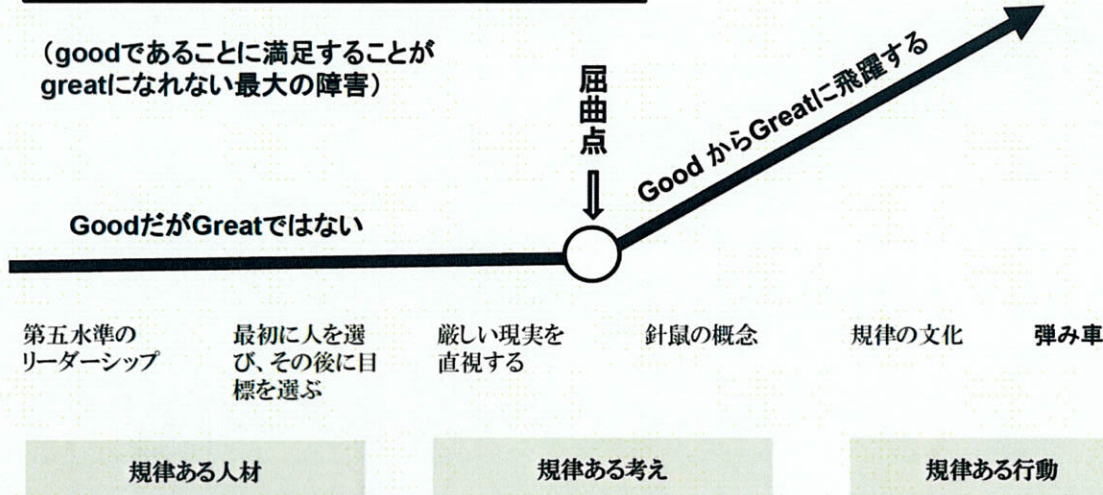 (goodであることに満足することが
greatになれない最大の障害)
屈曲点
Good からGreatに飛躍する
GoodだがGreatではない
第五水準の
リーダーシップ
最初に人を選
び、その後に目
標を選ぶ
厳しい現実を
直視する
針鼠の概念
規律の文化
弾み車
規律ある人材
規律ある考え
規律ある行動